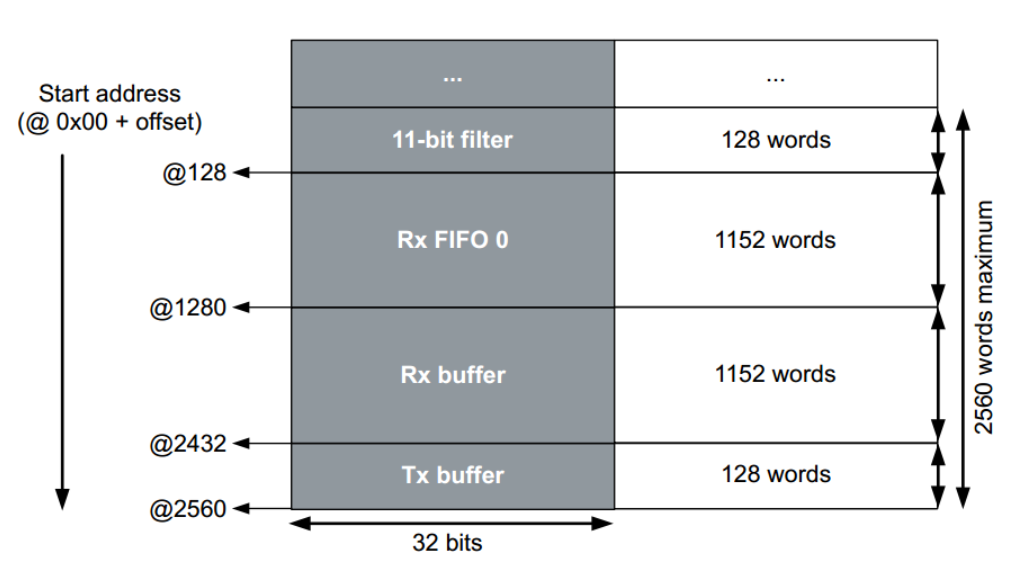 ...
...
Start address
(@ 0x00 + offset)
11-bit filter
128 words
@128
Rx FIFO 0
1152 words
@1280
Rx buffer
1152 words
@2432
Tx buffer
128 words
@2560
32 bits
2560 words maximum